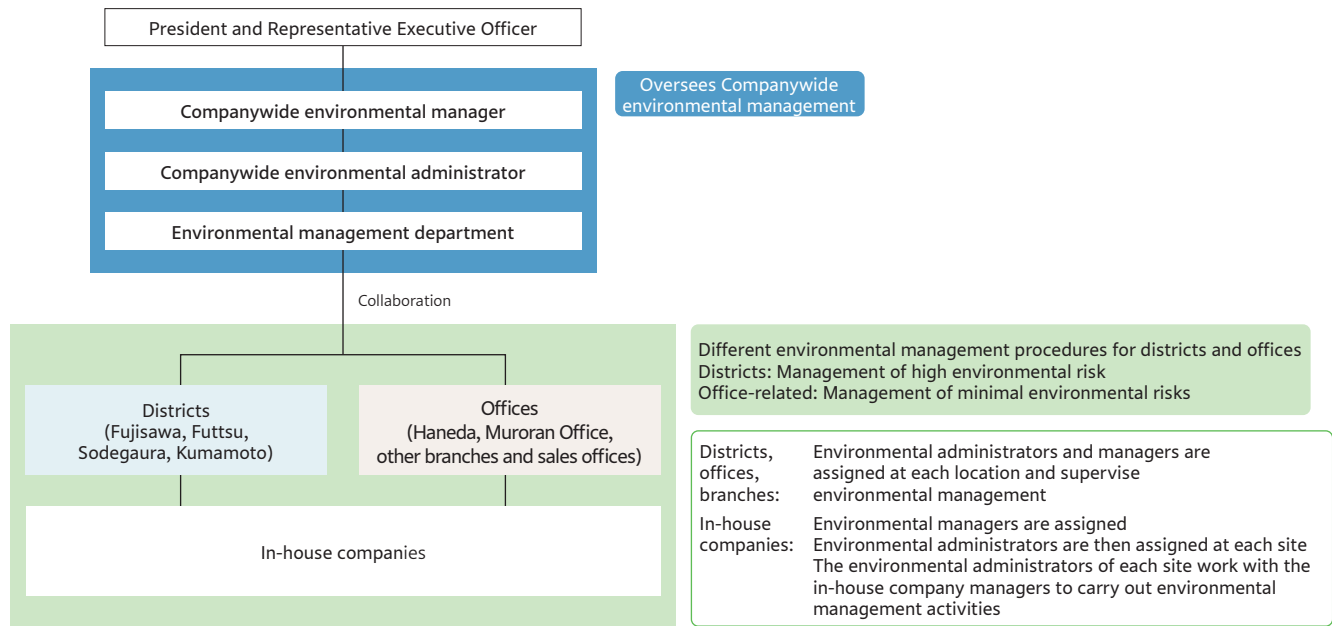 President and Representative Executive Officer
Oversees Companywide
environmental management
Companywide environmental manager
Companywide environmental administrator
Environmental management department
Collaboration
Districts
(Fujisawa, Futtsu,
Sodegaura, Kumamoto)
Offices
(Haneda, Muroran Office,
other branches and sales offices)
In-house companies
Different environmental management procedures for districts and offices
Districts: Management of high environmental risk
Office-related: Management of minimal environmental risks
Districts, Environmental administrators and managers are
offices, assigned at each location and supervise
branches: environmental management
In-house Environmental managers are assigned
companies: Environmental administrators are then assigned at each site
The environmental administrators of each site work with the
in-house company managers to carry out environmental
management activities